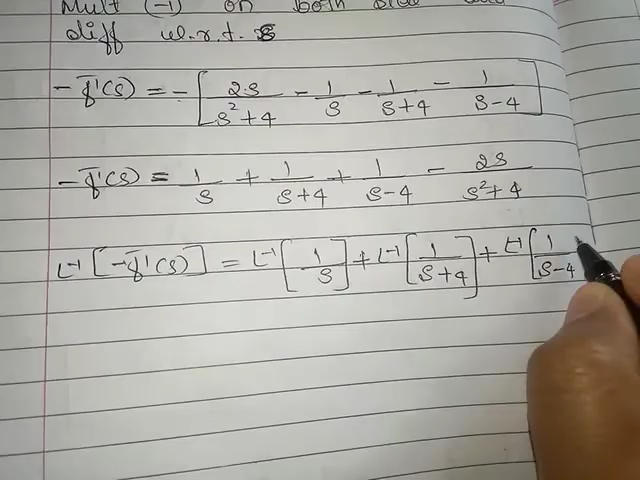 Mult (-1) on both side and
diff w.r.t. s
-f̄'(s) = -[2s/(s²+4) - 1/s - 1/(s+4) - 1/(s-4)]
-f̄'(s) = 1/s + 1/(s+4) + 1/(s-4) - 2s/(s²+4)
L⁻¹[-f̄'(s)] = L⁻¹[1/s] + L⁻¹[1/(s+4)] + L⁻¹[1/(s-4)